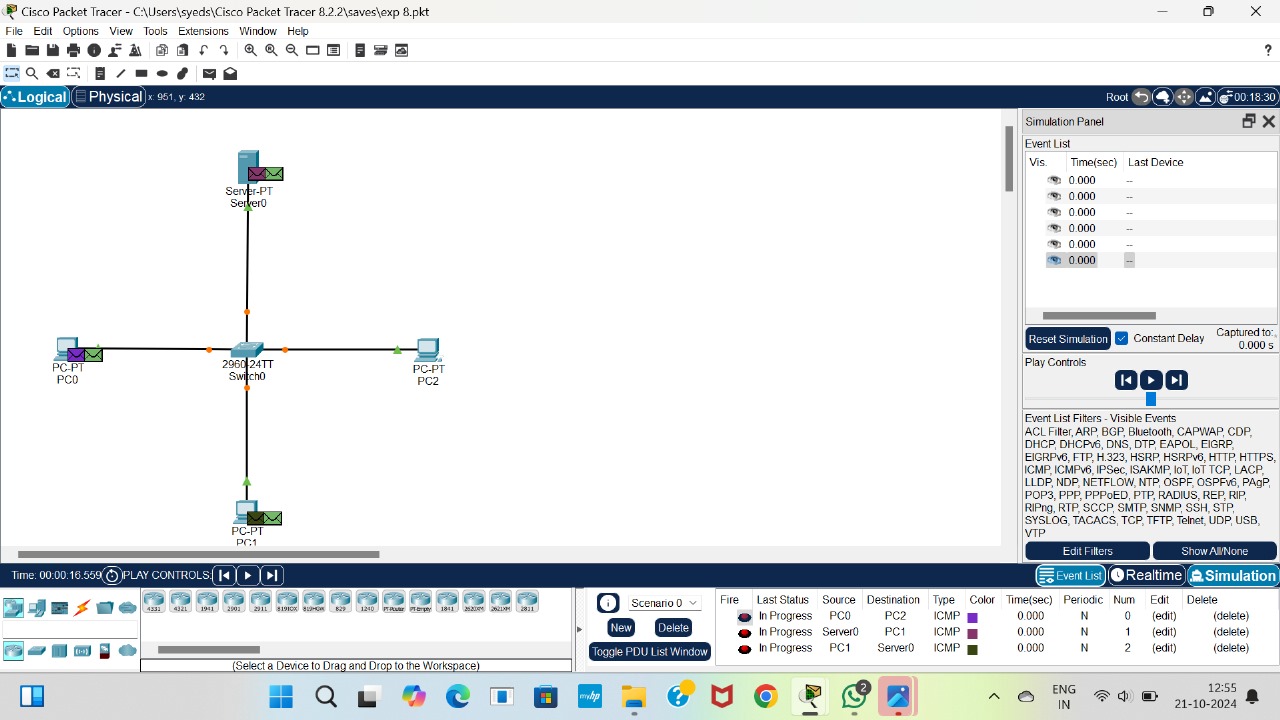 Cisco Packet Tracer - C:\Users\syeds\Cisco Packet Tracer 8.2.2\saves\exp 8.pkt
File Edit Options View Tools Extensions Window Help
?
Logical Physical x: 951, y: 432 Root 00:18:30
Simulation Panel
Event List
Vis. Time(sec) Last Device
0.000 --
0.000 --
0.000 --
0.000 --
0.000 --
0.000 --
Reset Simulation Constant Delay Captured to:
0.000 s
Play Controls
Event List Filters - Visible Events
ACL Filter, ARP, BGP, Bluetooth, CAPWAP, CDP,
DHCP, DHCPv6, DNS, DTP, EAPOL, EIGRP,
EIGRPv6, FTP, H.323, HSRP, HSRPv6, HTTP, HTTPS,
ICMP, ICMPv6, IPSec, ISAKMP, IoT, IoT TCP, LACP,
LLDP, NDP, NETFLOW, NTP, OSPF, OSPFv6, PAgP,
POP3, PPP, PPPoED, PTP, RADIUS, REP, RIP,
RIPng, RTP, SCCP, SMTP, SNMP, SSH, STP,
SYSLOG, TACACS, TCP, TFTP, Telnet, UDP, USB,
VTP
Edit Filters Show All/None
Server-PT
Server0
PC-PT
PC0
2960-24TT
Switch0
PC-PT
PC2
PC-PT
PC1
Time: 00:00:16.559 PLAY CONTROLS: Event List Realtime Simulation
4331 4321 1941 2901 2911 819IOX 819HGW 829 1240 PT-Router PT-Empty 1841 2620XM 2621XM 2811
(Select a Device to Drag and Drop to the Workspace)
Scenario 0
New Delete
Toggle PDU List Window
Fire Last Status Source Destination Type Color Time(sec) Periodic Num Edit Delete
In Progress PC0 PC2 ICMP 0.000 N 0 (edit) (delete)
In Progress Server0 PC1 ICMP 0.000 N 1 (edit) (delete)
In Progress PC1 Server0 ICMP 0.000 N 2 (edit) (delete)
myhp
2
ENG
IN
12:55
21-10-2024